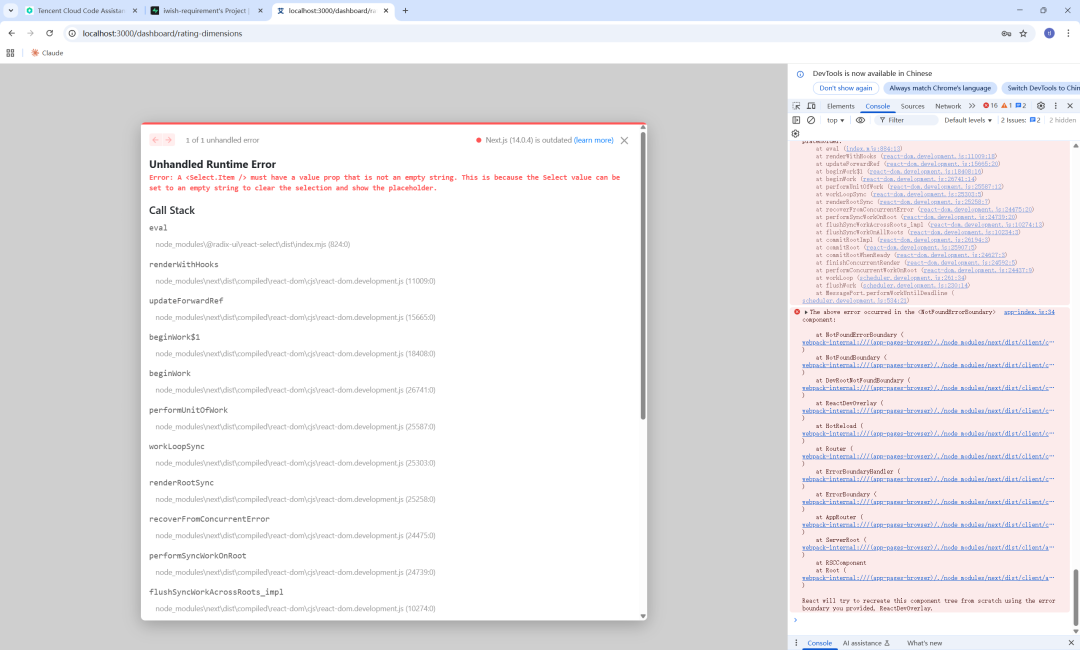 Tencent Cloud Code Assistan
iwish-requirement's Project |
localhost:3000/dashboard/ra
localhost:3000/dashboard/rating-dimensions
Claude
1 of 1 unhandled error
Next.js (14.0.4) is outdated (learn more)
Unhandled Runtime Error
Error: A <Select.Item /> must have a value prop that is not an empty string. This is because the Select value can be
set to an empty string to clear the selection and show the placeholder.
Call Stack
eval
node_modules\@radix-ui\react-select\dist\index.mjs (824:0)
renderWithHooks
node_modules\next\dist\compiled\react-dom\cjs\react-dom.development.js (11009:0)
updateForwardRef
node_modules\next\dist\compiled\react-dom\cjs\react-dom.development.js (15665:0)
beginWork$1
node_modules\next\dist\compiled\react-dom\cjs\react-dom.development.js (18408:0)
beginWork
node_modules\next\dist\compiled\react-dom\cjs\react-dom.development.js (26741:0)
performUnitOfWork
node_modules\next\dist\compiled\react-dom\cjs\react-dom.development.js (25587:0)
workLoopSync
node_modules\next\dist\compiled\react-dom\cjs\react-dom.development.js (25303:0)
renderRootSync
node_modules\next\dist\compiled\react-dom\cjs\react-dom.development.js (25258:0)
recoverFromConcurrentError
node_modules\next\dist\compiled\react-dom\cjs\react-dom.development.js (24475:0)
performSyncWorkOnRoot
node_modules\next\dist\compiled\react-dom\cjs\react-dom.development.js (24739:0)
flushSyncWorkAcrossRoots_impl
node_modules\next\dist\compiled\react-dom\cjs\react-dom.development.js (10274:0)
DevTools is now available in Chinese
Don't show again
Always match Chrome's language
Switch DevTools to Chin
Elements
Console
Sources
Network
16
1
2
top
Filter
Default levels
2 Issues:
2
2 hidden
placeholder.
at eval (index.mjs:824:13)
at renderWithHooks (react-dom.development.js:11009:18)
at updateForwardRef (react-dom.development.js:15665:20)
at beginWork$1 (react-dom.development.js:18408:16)
at beginWork (react-dom.development.js:26741:14)
at performUnitOfWork (react-dom.development.js:25587:12)
at workLoopSync (react-dom.development.js:25303:5)
at renderRootSync (react-dom.development.js:25258:7)
at recoverFromConcurrentError (react-dom.development.js:24475:20)
at performSyncWorkOnRoot (react-dom.development.js:24739:20)
at flushSyncWorkAcrossRoots_impl (react-dom.development.js:10274:13)
at flushSyncWorkOnAllRoots (react-dom.development.js:10234:3)
at commitRootImpl (react-dom.development.js:26194:3)
at commitRoot (react-dom.development.js:25907:5)
at commitRootWhenReady (react-dom.development.js:24627:3)
at finishConcurrentRender (react-dom.development.js:24592:5)
at performConcurrentWorkOnRoot (react-dom.development.js:24437:9)
at workLoop (scheduler.development.js:261:34)
at flushWork (scheduler.development.js:230:14)
at MessagePort.performWorkUntilDeadline (
scheduler.development.js:534:21)
The above error occurred in the <NotFoundErrorBoundary>
app-index.js:34
component:
at NotFoundErrorBoundary (
webpack-internal:///(app-pages-browser)/./node_modules/next/dist/client/c…
)
at NotFoundBoundary (
webpack-internal:///(app-pages-browser)/./node_modules/next/dist/client/c…
)
at DevRootNotFoundBoundary (
webpack-internal:///(app-pages-browser)/./node_modules/next/dist/client/c…
)
at ReactDevOverlay (
webpack-internal:///(app-pages-browser)/./node_modules/next/dist/client/c…
)
at HotReload (
webpack-internal:///(app-pages-browser)/./node_modules/next/dist/client/c…
)
at Router (
webpack-internal:///(app-pages-browser)/./node_modules/next/dist/client/c…
)
at ErrorBoundaryHandler (
webpack-internal:///(app-pages-browser)/./node_modules/next/dist/client/c…
)
at ErrorBoundary (
webpack-internal:///(app-pages-browser)/./node_modules/next/dist/client/c…
)
at AppRouter (
webpack-internal:///(app-pages-browser)/./node_modules/next/dist/client/c…
)
at ServerRoot (
webpack-internal:///(app-pages-browser)/./node_modules/next/dist/client/a…
)
at RSCComponent
at Root (
webpack-internal:///(app-pages-browser)/./node_modules/next/dist/client/a…
)
React will try to recreate this component tree from scratch using the error
boundary you provided, ReactDevOverlay.
Console
AI assistance
What's new